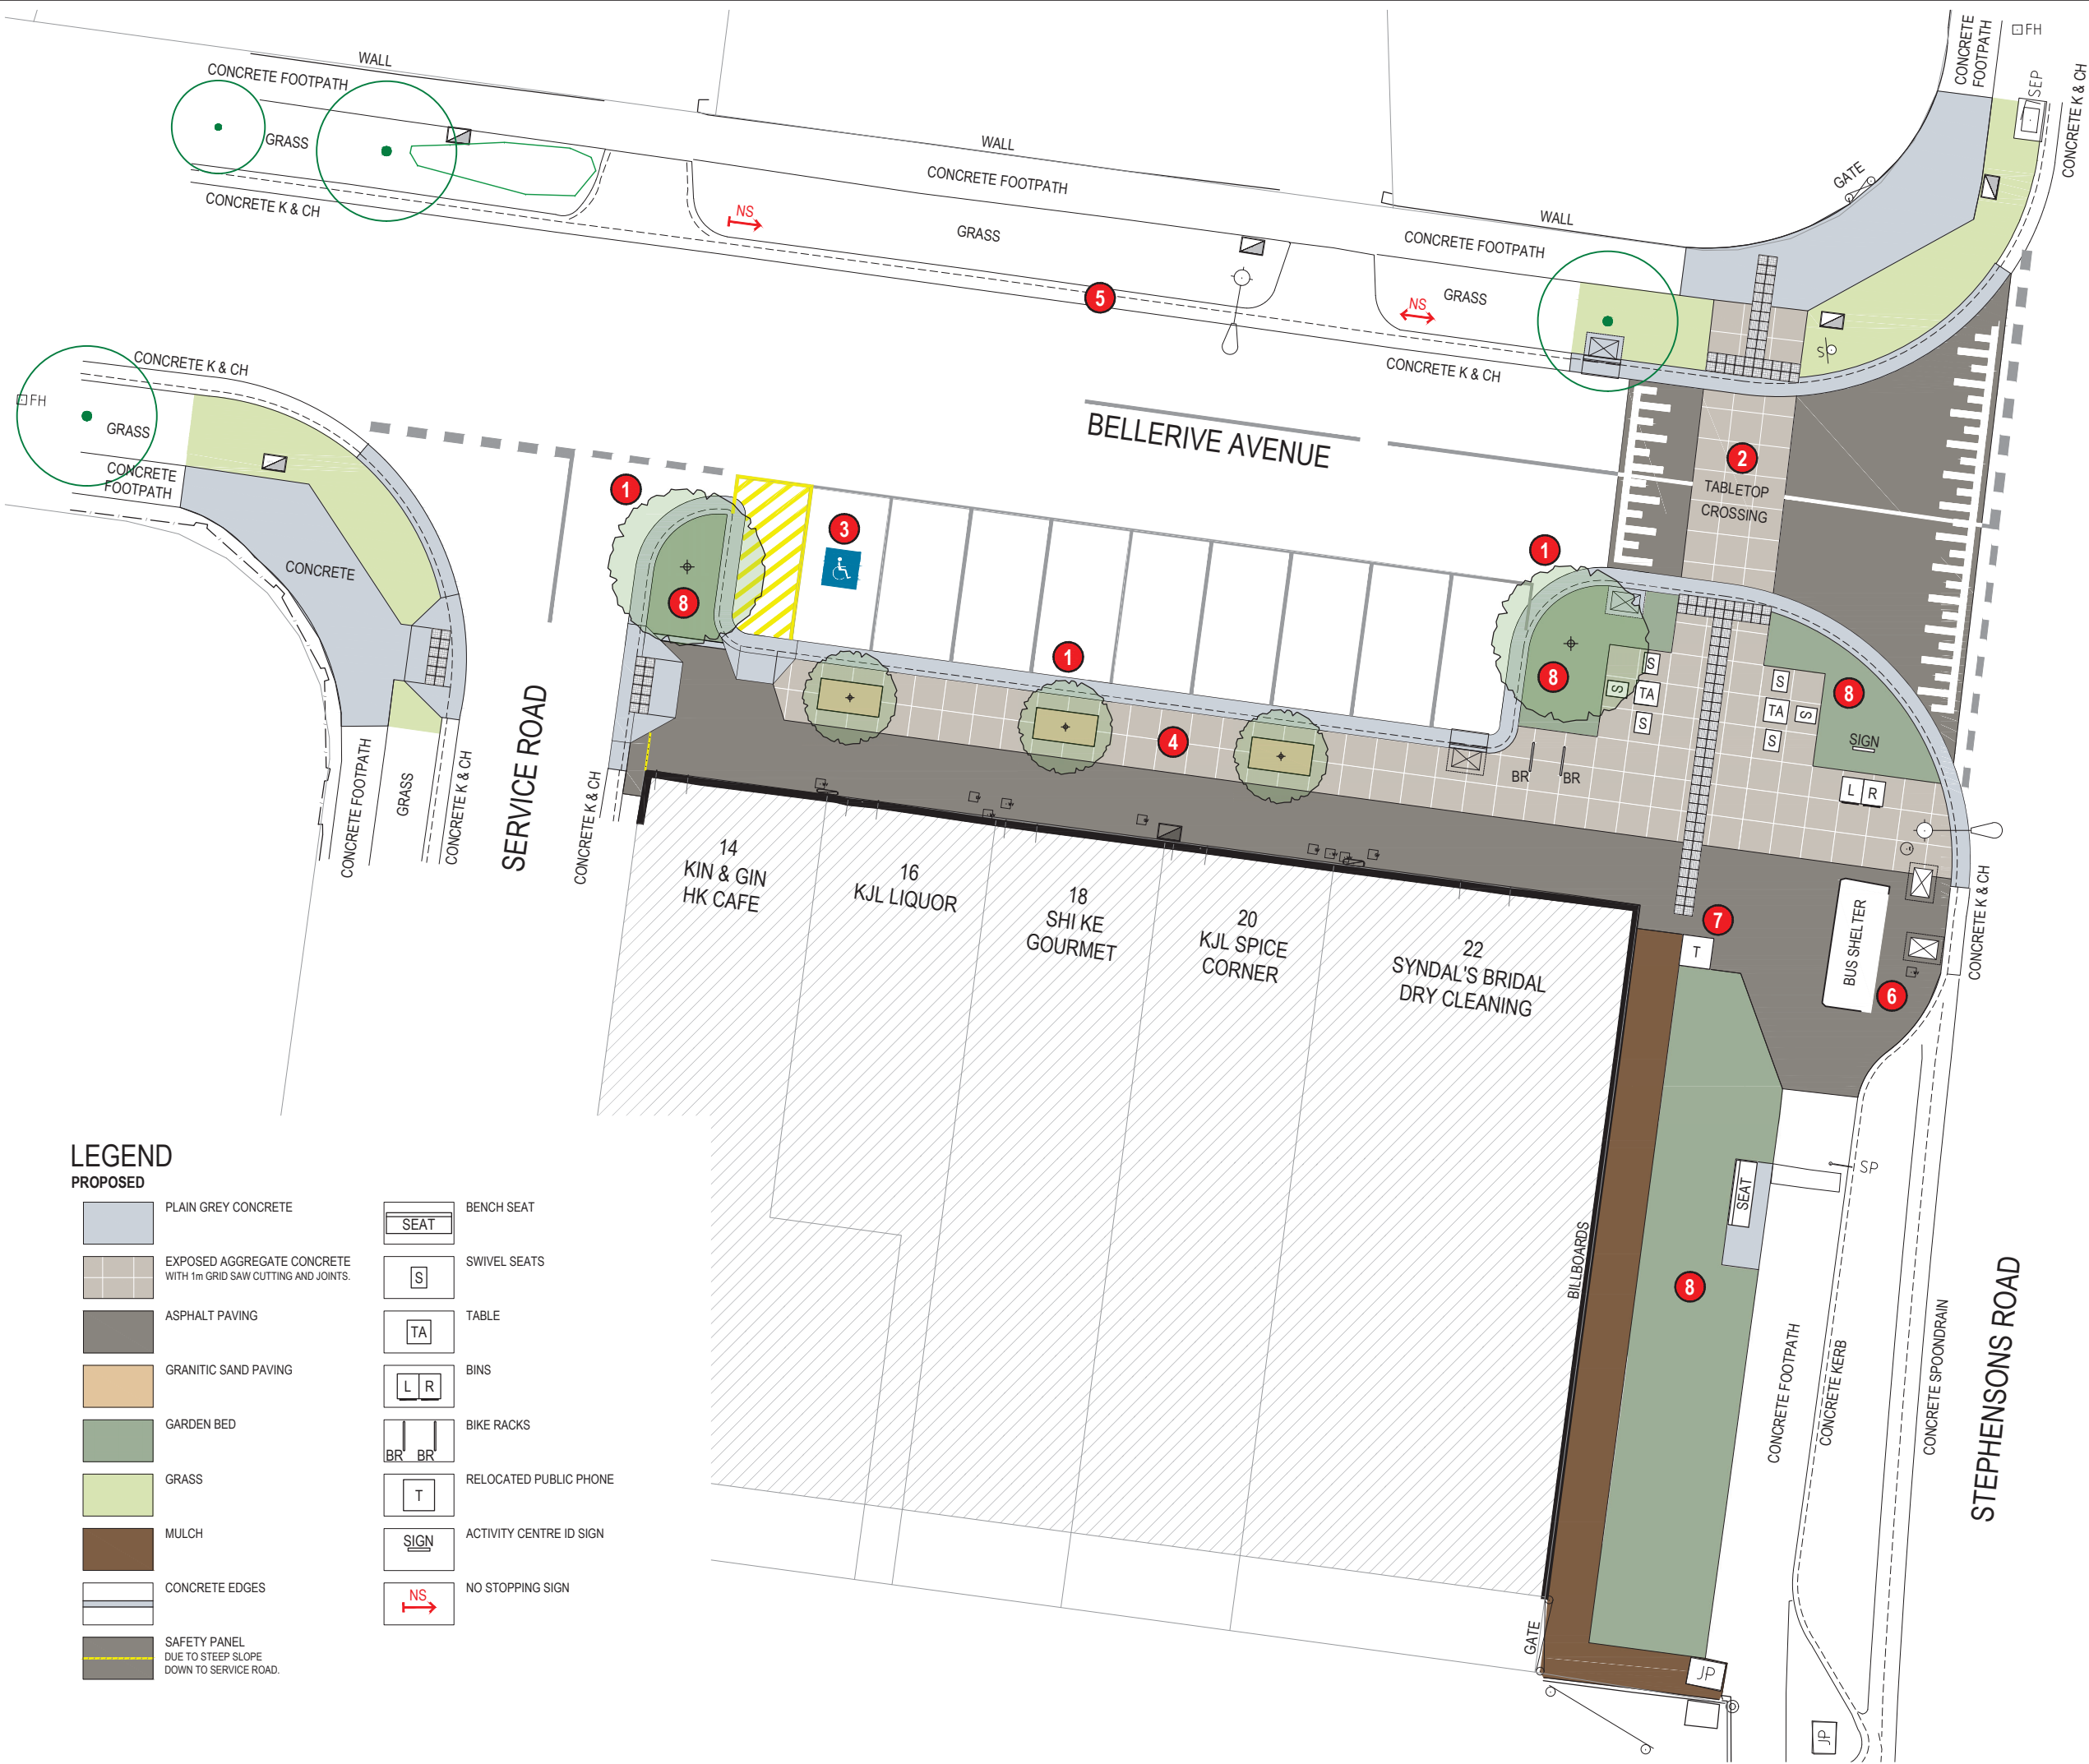 WALL
CONCRETE FOOTPATH
GRASS
CONCRETE K & CH
WALL
CONCRETE FOOTPATH
NS
GRASS
5
WALL
CONCRETE FOOTPATH
NS
GRASS
CONCRETE K & CH
GATE
CONCRETE
FOOTPATH
FH
SEP
CONCRETE K & CH
SP
CONCRETE K & CH
FH
GRASS
CONCRETE
FOOTPATH
CONCRETE
CONCRETE FOOTPATH
GRASS
CONCRETE K & CH
SERVICE ROAD
CONCRETE K & CH
BELLERIVE AVENUE
2
TABLETOP
CROSSING
1
3
8
1
1
8
4
S
S
TA
S
S
TA
S
S
8
SIGN
BR
BR
L R
14
KIN & GIN
HK CAFE
16
KJL LIQUOR
18
SHI KE
GOURMET
20
KJL SPICE
CORNER
22
SYNDAL'S BRIDAL
DRY CLEANING
7
T
BUS SHELTER
6
CONCRETE K & CH
SP
SEAT
BILLBOARDS
8
CONCRETE FOOTPATH
CONCRETE KERB
CONCRETE SPOONDRAIN
STEPHENSONS ROAD
GATE
JP
JP
LEGEND
PROPOSED
PLAIN GREY CONCRETE
EXPOSED AGGREGATE CONCRETE
WITH 1m GRID SAW CUTTING AND JOINTS.
ASPHALT PAVING
GRANITIC SAND PAVING
GARDEN BED
GRASS
MULCH
CONCRETE EDGES
SAFETY PANEL
DUE TO STEEP SLOPE
DOWN TO SERVICE ROAD.
SEAT
BENCH SEAT
S
SWIVEL SEATS
TA
TABLE
L R
BINS
BR BR
BIKE RACKS
T
RELOCATED PUBLIC PHONE
SIGN
ACTIVITY CENTRE ID SIGN
NS
NO STOPPING SIGN